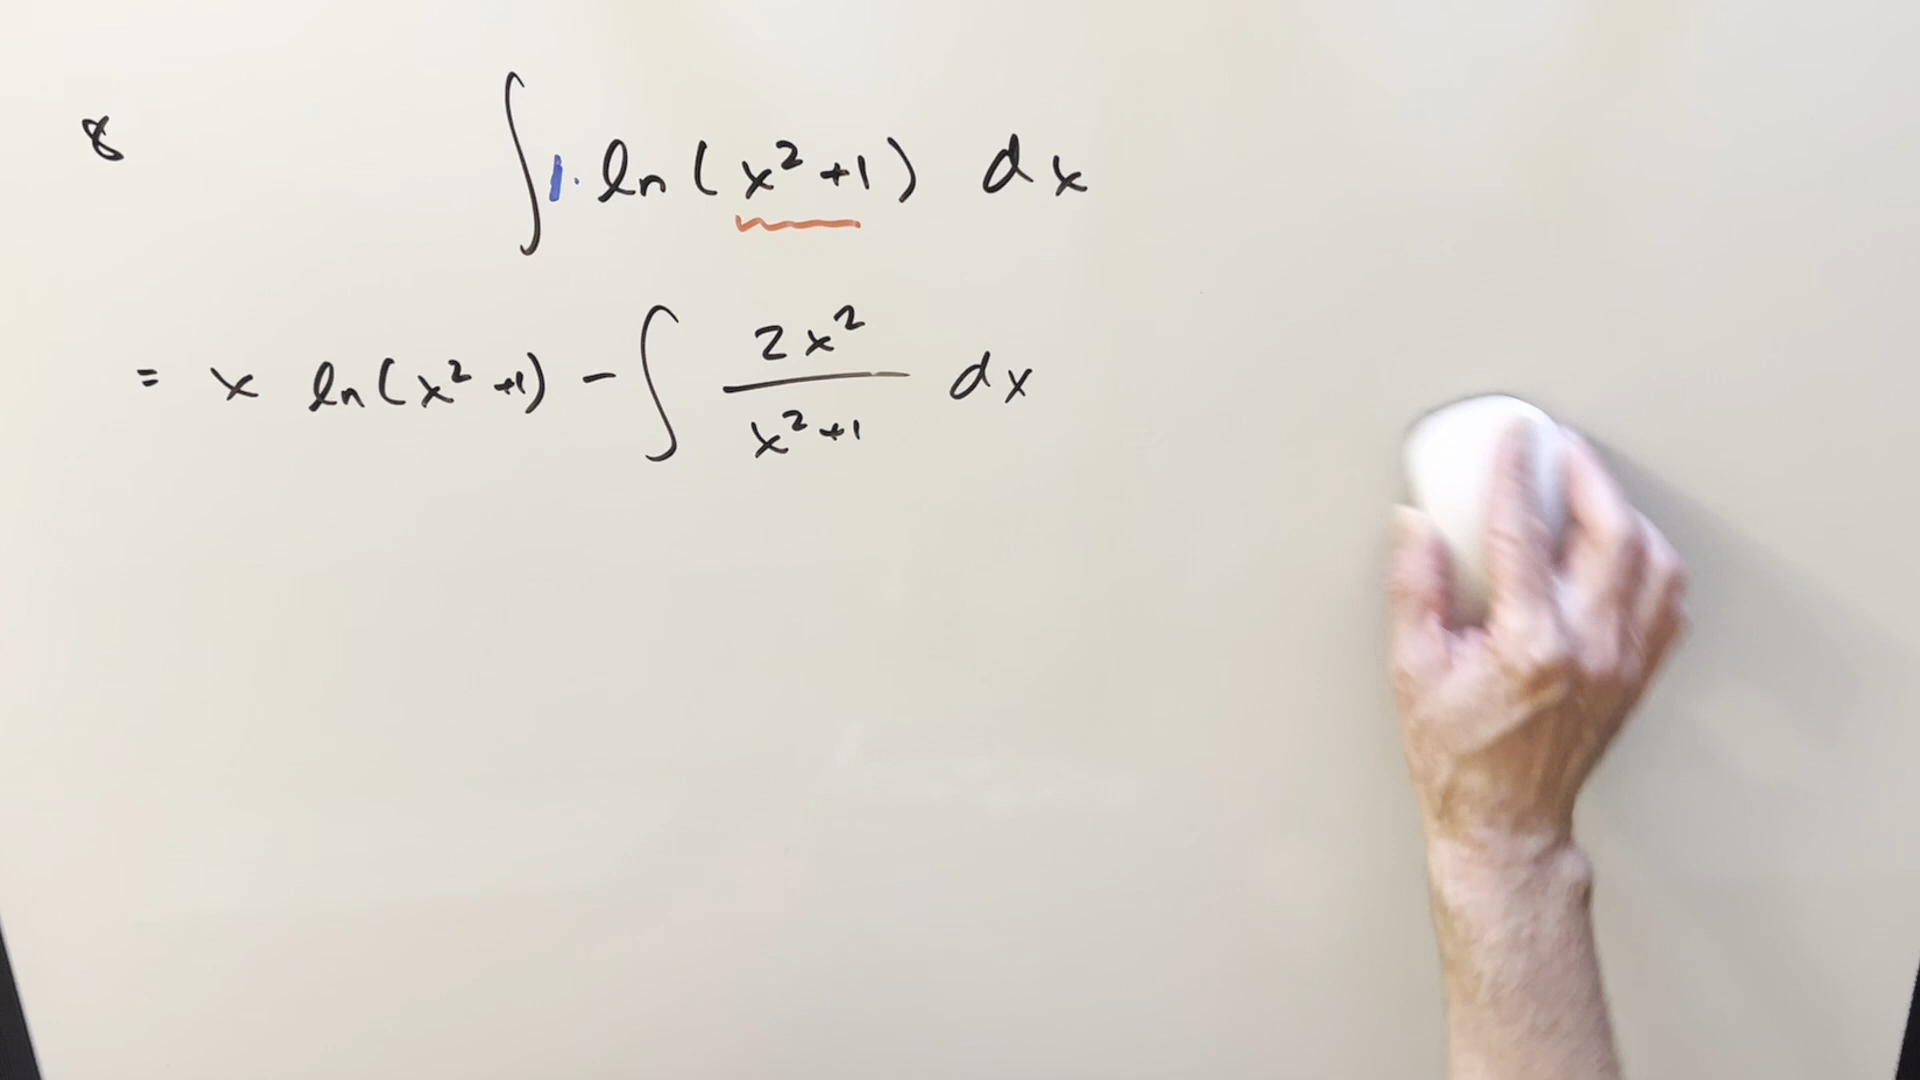 8
∫ 1· ln (x² +1) dx
= x ln(x² +1) - ∫ 2x² / x² +1 dx